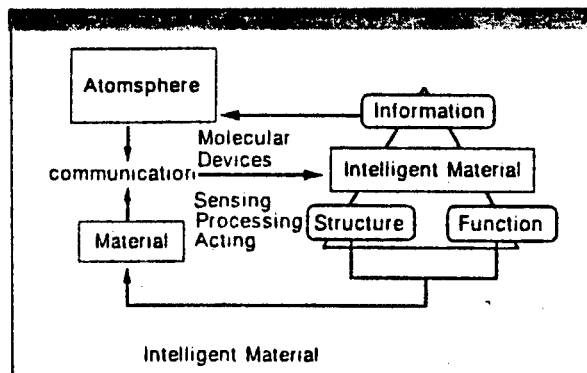 Atomsphere
Information
Molecular
Devices
communication
Intelligent Material
Sensing
Processing
Acting
Material
Structure
Function
Intelligent Material